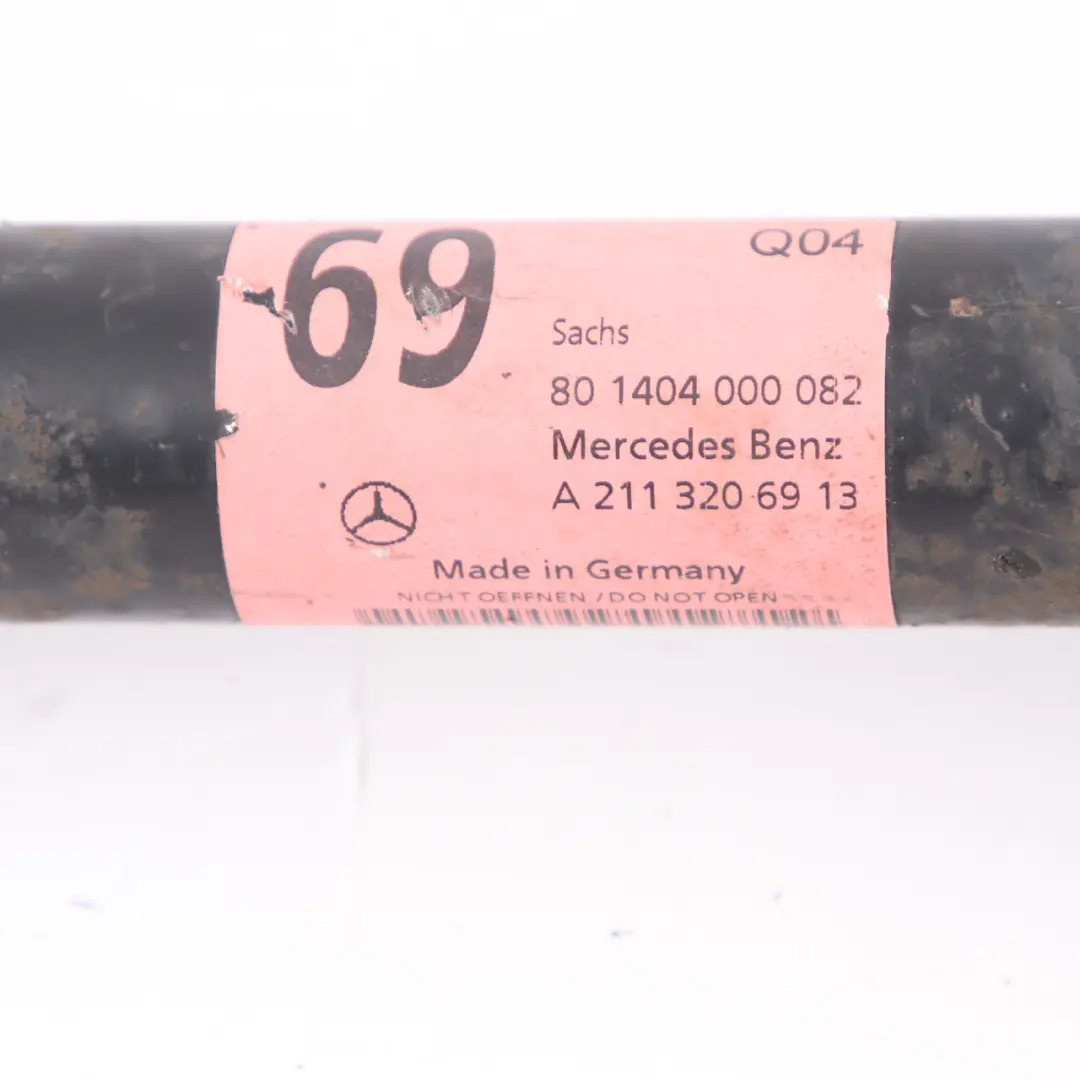 69
Q04
Sachs
80 1404 000 082
Mercedes Benz
A 211 320 69 13
Made in Germany
NICHT OEFFNEN / DO NOT OPEN